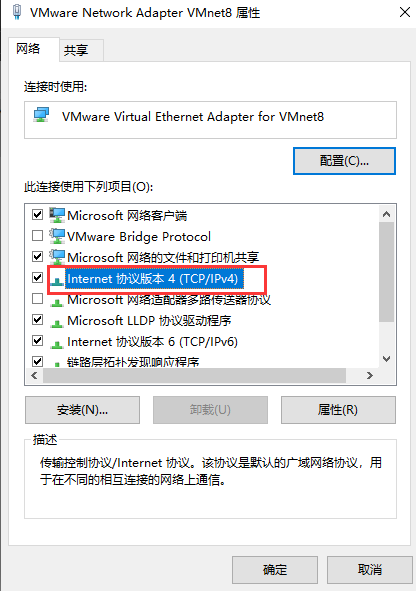 VMware Network Adapter VMnet8 属性
网络
共享
连接时使用:
VMware Virtual Ethernet Adapter for VMnet8
配置(C)...
此连接使用下列项目(O):
Microsoft 网络客户端
VMware Bridge Protocol
Microsoft 网络的文件和打印机共享
Internet 协议版本 4 (TCP/IPv4)
Microsoft 网络适配器多路传送器协议
Microsoft LLDP 协议驱动程序
Internet 协议版本 6 (TCP/IPv6)
链路层拓扑发现响应程序
安装(N)...
卸载(U)
属性(R)
描述
传输控制协议/Internet 协议。该协议是默认的广域网络协议，用
于在不同的相互连接的网络上通信。
确定
取消